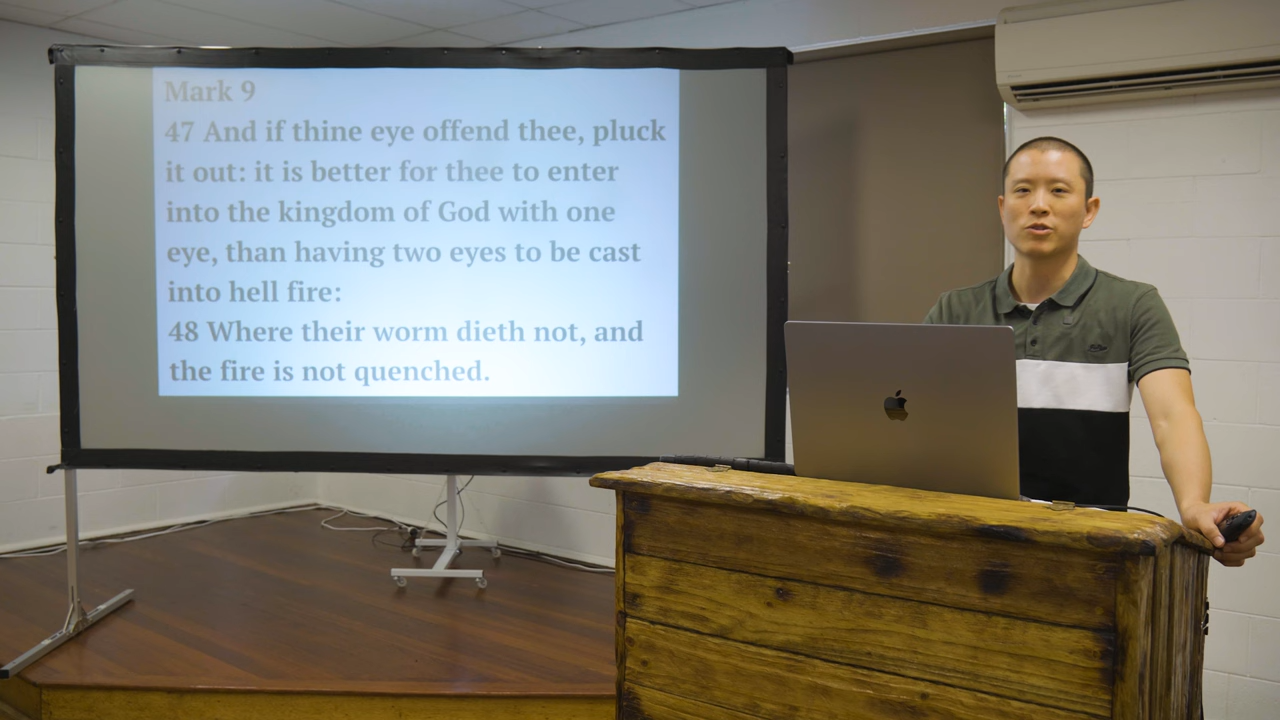 Mark 9
47 And if thine eye offend thee, pluck
it out: it is better for thee to enter
into the kingdom of God with one
eye, than having two eyes to be cast
into hell fire:
48 Where their worm dieth not, and
the fire is not quenched.